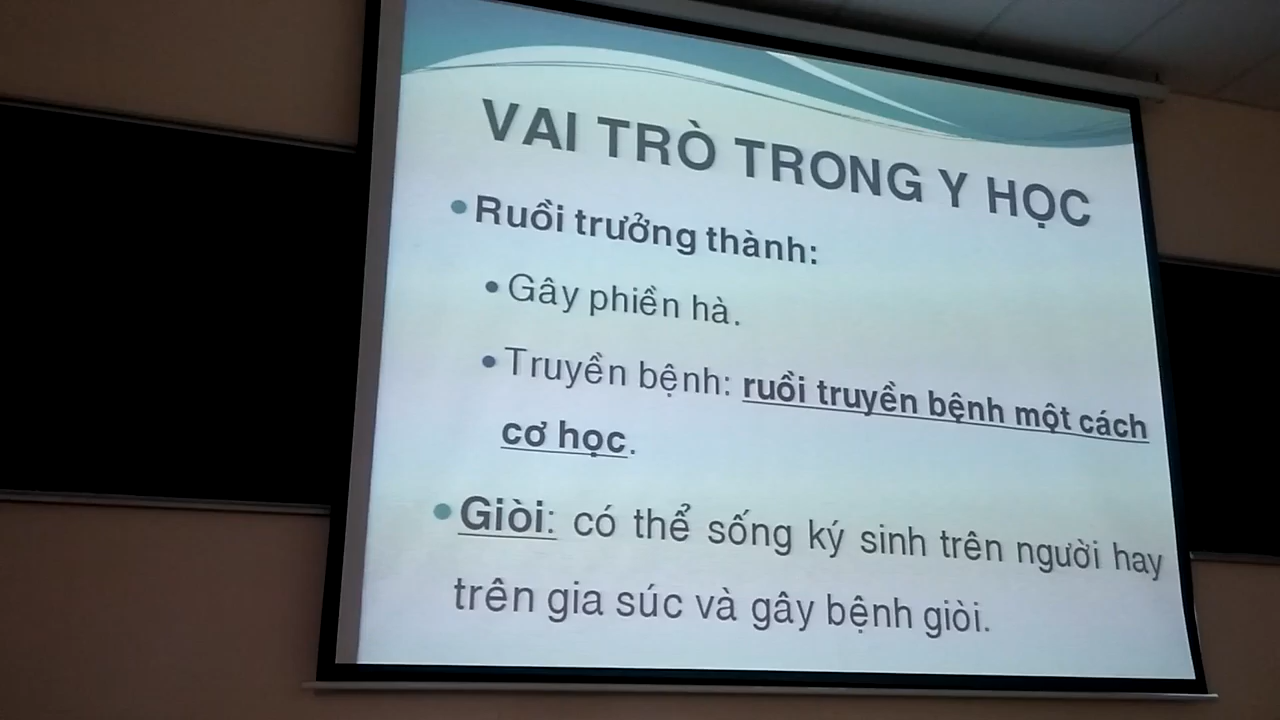 VAI TRÒ TRONG Y HỌC
• Ruồi trưởng thành:
• Gây phiền hà.
• Truyền bệnh: ruồi truyền bệnh một cách
cơ học.
• Giòi: có thể sống ký sinh trên người hay
trên gia súc và gây bệnh giòi.